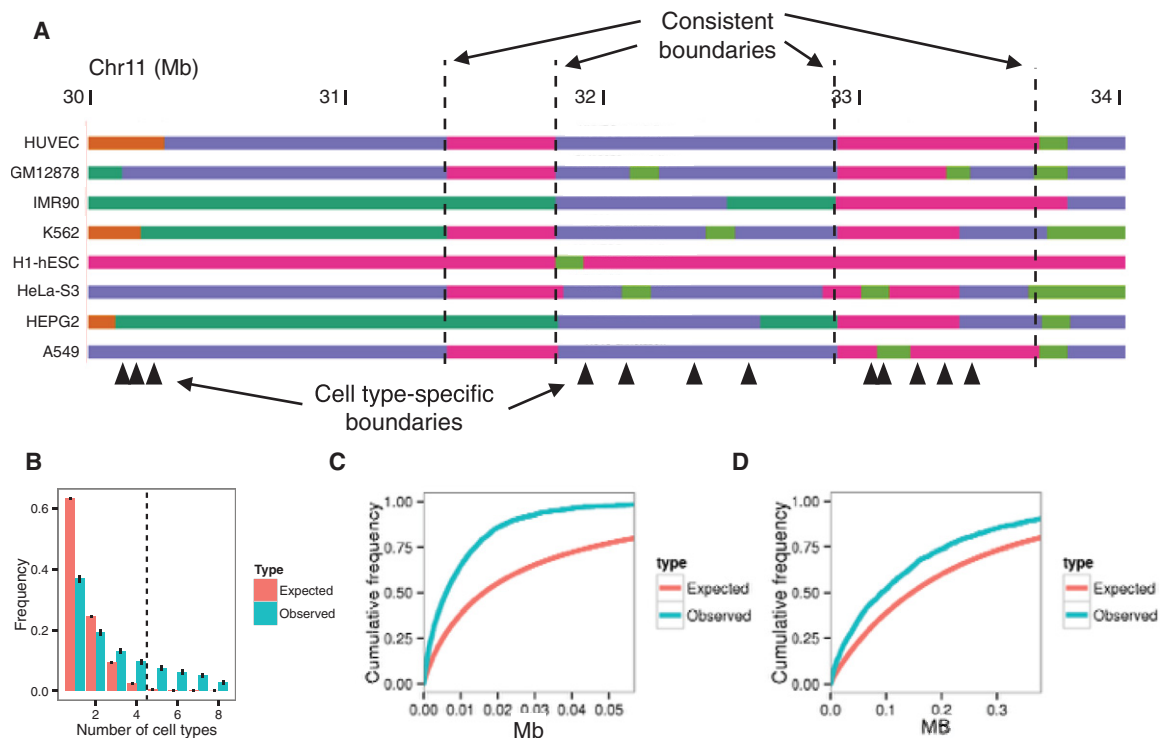 A
Consistent
boundaries
Chr11 (Mb)
30 31 32 33 34
HUVEC
GM12878
IMR90
K562
H1-hESC
HeLa-S3
HEPG2
A549
Cell type-specific
boundaries
B
Frequency
0.6
0.4
0.2
0.0
2 4 6 8
Number of cell types
Type
Expected
Observed
C
Cumulative frequency
1.00
0.75
0.50
0.25
0.00
0.00 0.01 0.02 0.03 0.04 0.05
Mb
type
Expected
Observed
D
Cumulative frequency
1.00
0.75
0.50
0.25
0.00
0.0 0.1 0.2 0.3
MB
type
Expected
Observed